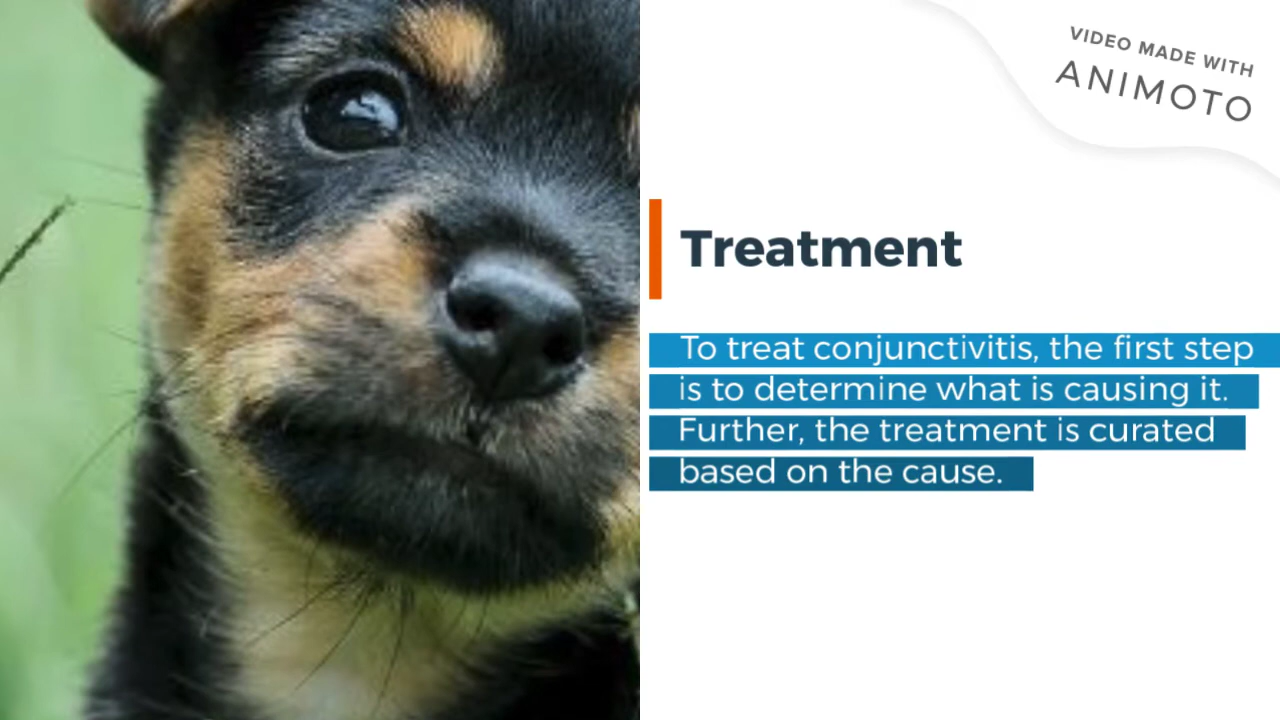 VIDEO MADE WITH
ANIMOTO
Treatment
To treat conjunctivitis, the first step
is to determine what is causing it.
Further, the treatment is curated
based on the cause.